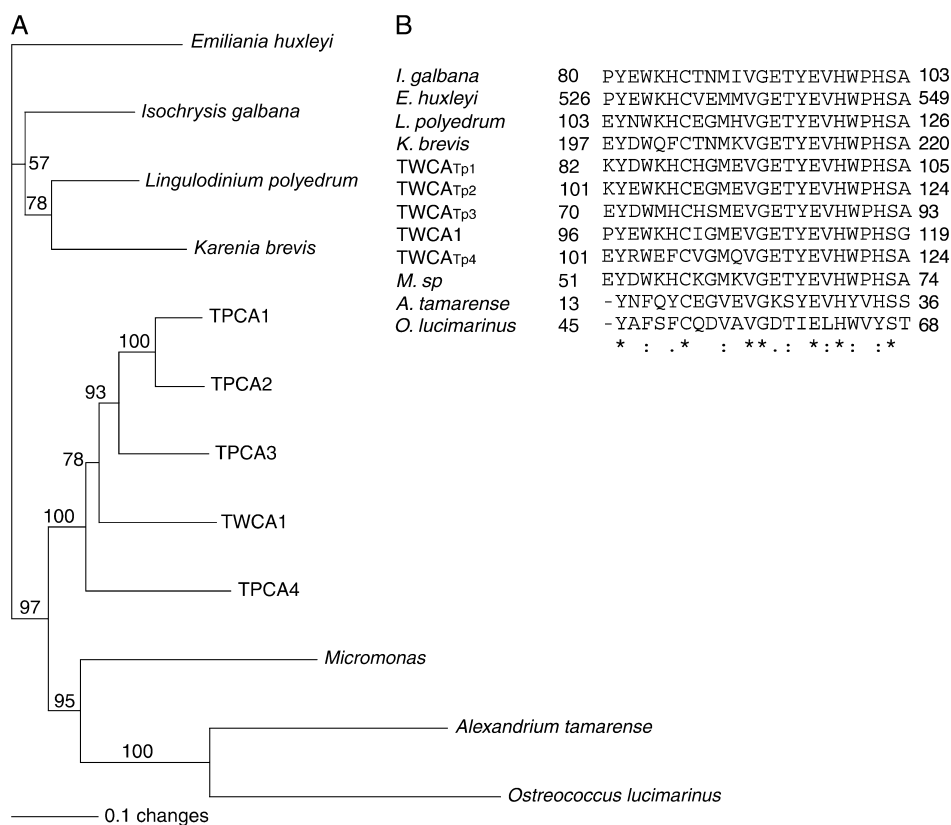 A
Emiliania huxleyi
Isochrysis galbana
57
Lingulodinium polyedrum
78
Karenia brevis
TPCA1
100
TPCA2
93
TPCA3
78
TWCA1
100
TPCA4
97
Micromonas
95
Alexandrium tamarense
100
Ostreococcus lucimarinus
0.1 changes
B
I. galbana 80 PYEWKHCTNMIVGETYEVHWPHSA 103
E. huxleyi 526 PYEWKHCVEMMVGETYEVHWPHSA 549
L. polyedrum 103 EYNWKHCEGMHVGETYEVHWPHSA 126
K. brevis 197 EYDWQFCTNMKVGETYEVHWPHSA 220
TWCATp1 82 KYDWKHCHGMEVGETYEVHWPHSA 105
TWCATp2 101 KYEWKHCEGMEVGETYEVHWPHSA 124
TWCATp3 70 EYDWMHCHSMEVGETYEVHWPHSA 93
TWCA1 96 PYEWKHCIGMEVGETYEVHWPHSG 119
TWCATp4 101 EYRWEFCVGMQVGETYEVHWPHSA 124
M. sp 51 EYDWKHCKGMKVGETYEVHWPHSA 74
A. tamarense 13 -YNFQYCEGVEVGKSYEVHYVHSS 36
O. lucimarinus 45 -YAFSFCQDVAVGDTIELHWVYST 68
* : .* : **.: *:*: :*